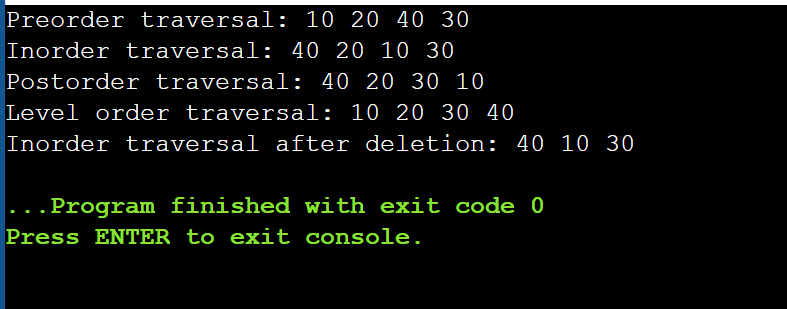 Preorder traversal: 10 20 40 30
Inorder traversal: 40 20 10 30
Postorder traversal: 40 20 30 10
Level order traversal: 10 20 30 40
Inorder traversal after deletion: 40 10 30
...Program finished with exit code 0
Press ENTER to exit console.